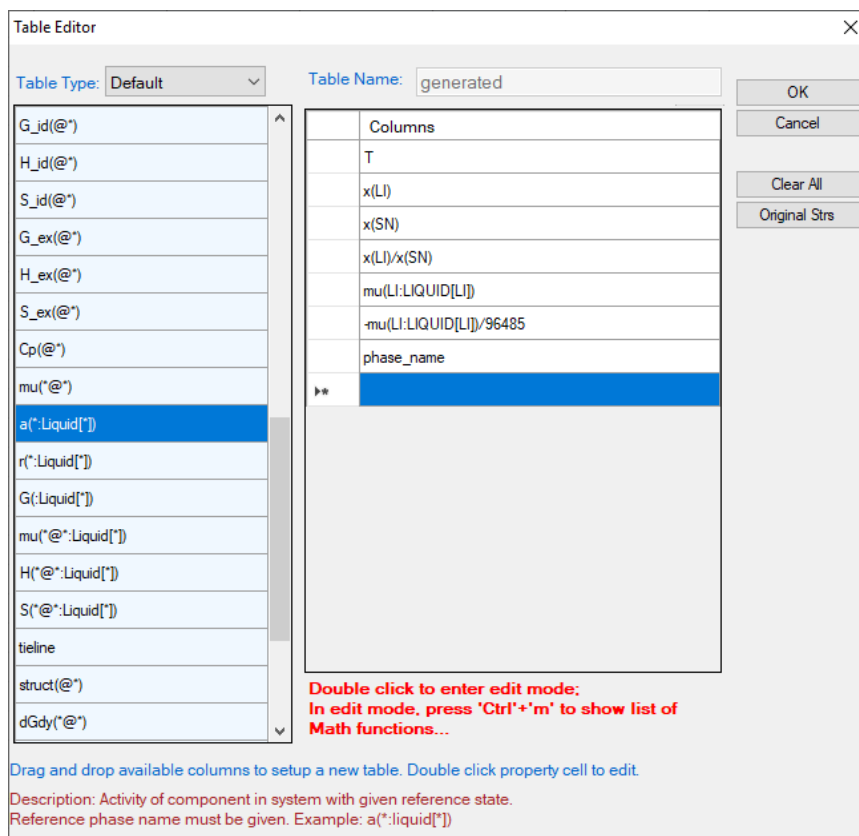 Table Editor
Table Type: Default
Table Name: generated
OK
Cancel
Clear All
Original Strs
G_id(@*)
H_id(@*)
S_id(@*)
G_ex(@*)
H_ex(@*)
S_ex(@*)
Cp(@*)
mu(*@*)
a(*:Liquid[*])
r(*:Liquid[*])
G(:Liquid[*])
mu(*@*:Liquid[*])
H(*@*:Liquid[*])
S(*@*:Liquid[*])
tieline
struct(@*)
dGdy(*@*)
Columns
T
x(LI)
x(SN)
x(LI)/x(SN)
mu(LI:LIQUID[LI])
-mu(LI:LIQUID[LI])/96485
phase_name
Double click to enter edit mode;
In edit mode, press 'Ctrl'+'m' to show list of
Math functions...
Drag and drop available columns to setup a new table. Double click property cell to edit.
Description: Activity of component in system with given reference state.
Reference phase name must be given. Example: a(*:liquid[*])